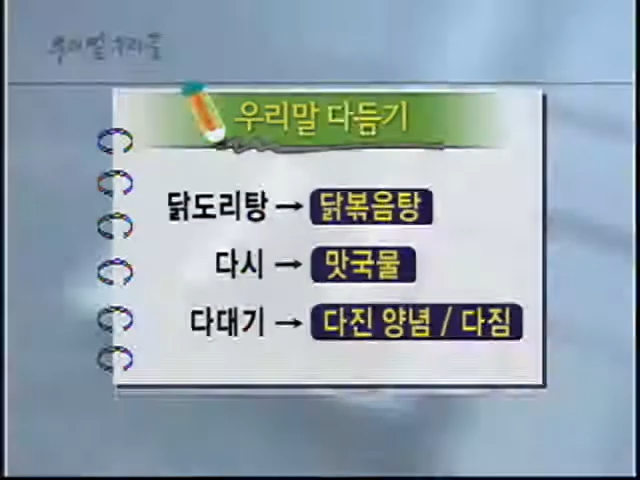 우리말 우리글
우리말 다듬기
닭도리탕 → 닭볶음탕
다시 → 맛국물
다대기 → 다진 양념 / 다짐